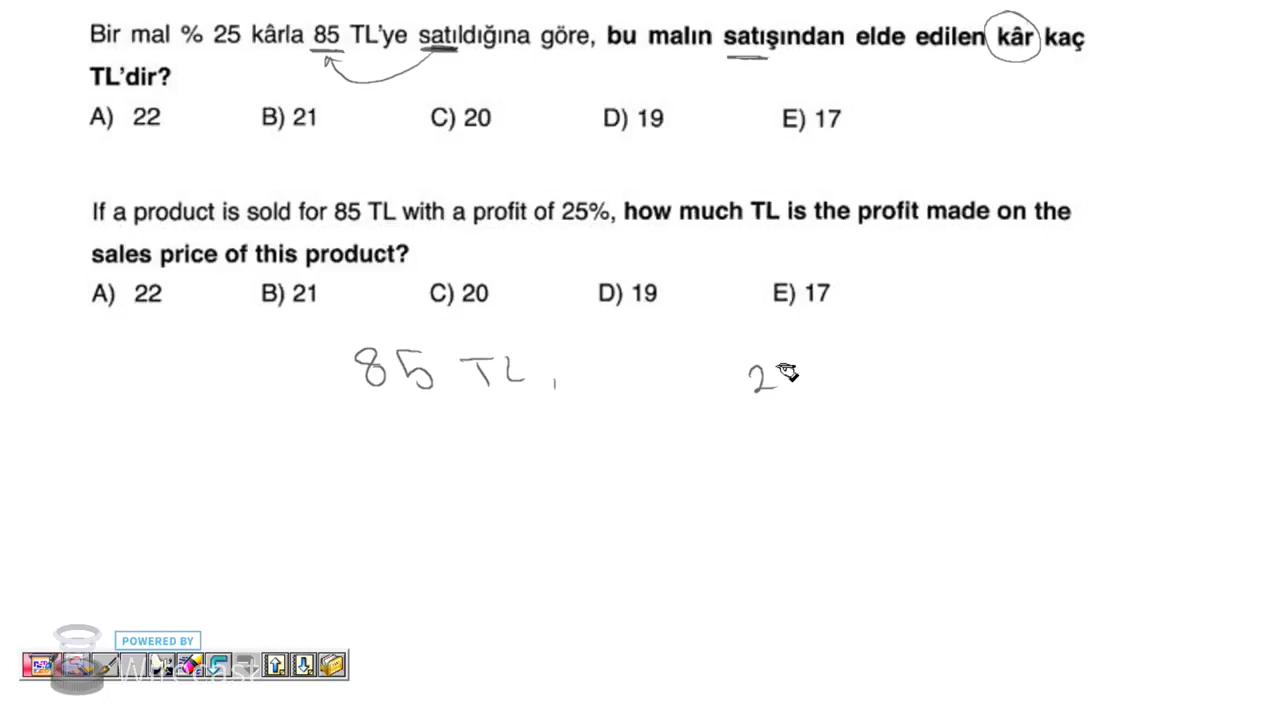 Bir mal % 25 kârla 85 TL'ye satıldığına göre, bu malın satışından elde edilen kâr kaç
TL'dir?
A) 22 B) 21 C) 20 D) 19 E) 17
If a product is sold for 85 TL with a profit of 25%, how much TL is the profit made on the
sales price of this product?
A) 22 B) 21 C) 20 D) 19 E) 17
85 TL, 2
POWERED BY
Wirecast